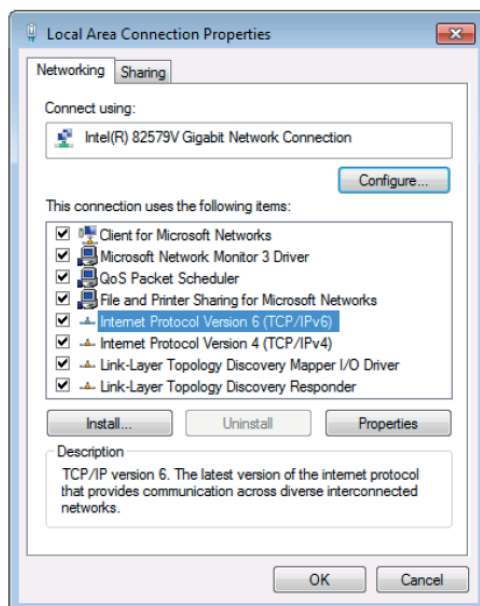 Local Area Connection Properties
Networking
Sharing
Connect using:
Intel(R) 82579V Gigabit Network Connection
Configure...
This connection uses the following items:
Client for Microsoft Networks
Microsoft Network Monitor 3 Driver
QoS Packet Scheduler
File and Printer Sharing for Microsoft Networks
Internet Protocol Version 6 (TCP/IPv6)
Internet Protocol Version 4 (TCP/IPv4)
Link-Layer Topology Discovery Mapper I/O Driver
Link-Layer Topology Discovery Responder
Install...
Uninstall
Properties
Description
TCP/IP version 6. The latest version of the internet protocol
that provides communication across diverse interconnected
networks.
OK
Cancel